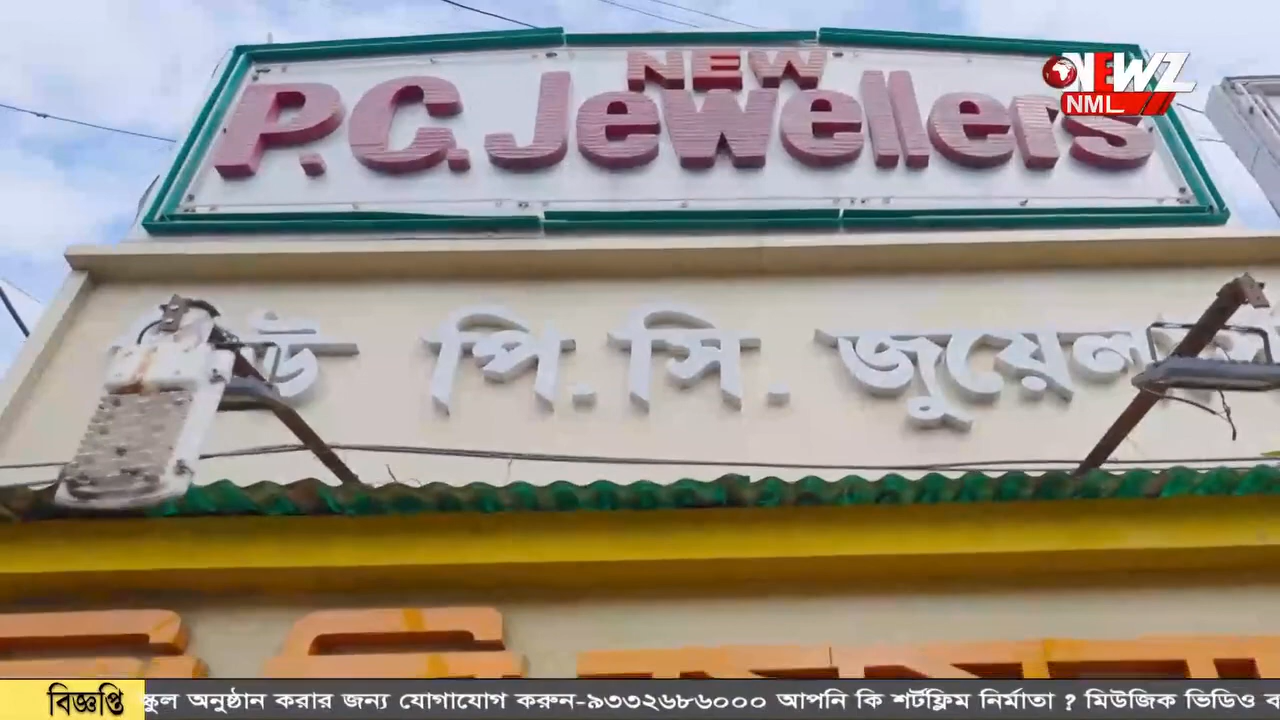 NEW
P.C. Jewellers
NEWZ
NML
উ পি.সি. জুয়েল
বিজ্ঞপ্তি
স্কুল অনুষ্ঠান করার জন্য যোগাযোগ করুন-৯৩৩২৬৮৬০০০ আপনি কি শর্টফ্লিম নির্মাতা ? মিউজিক ভিডিও